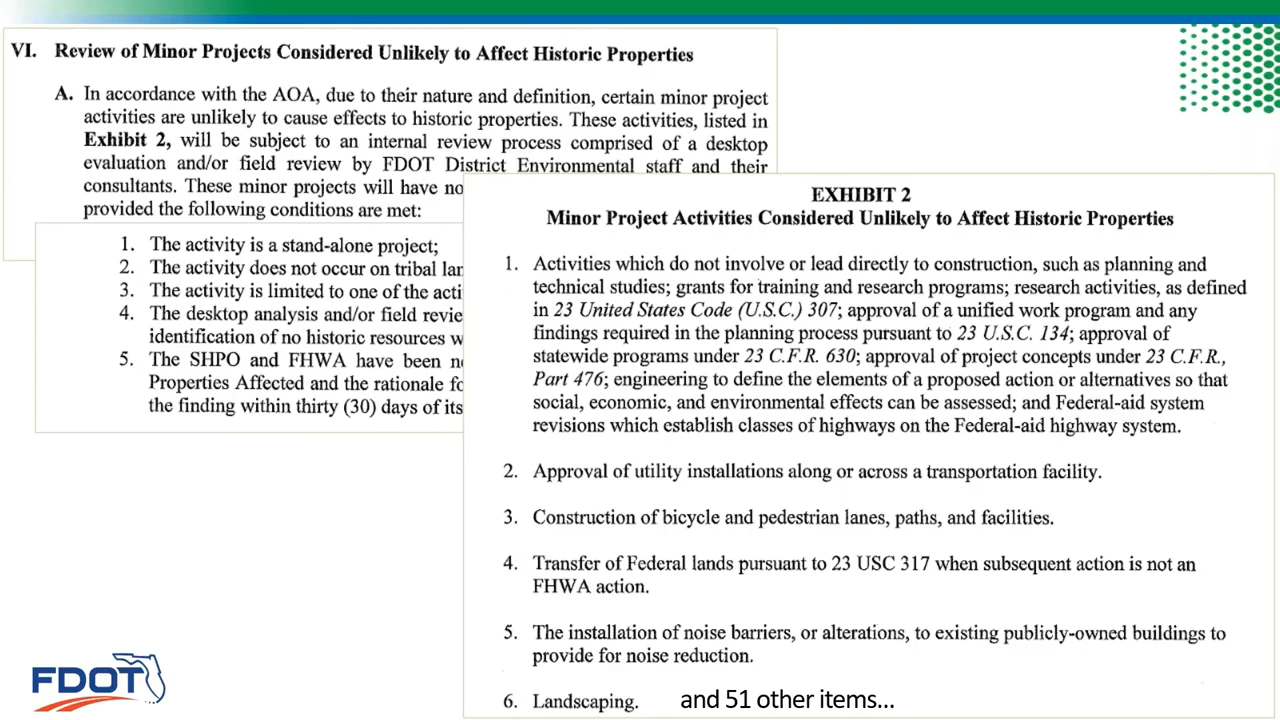 VI. Review of Minor Projects Considered Unlikely to Affect Historic Properties
A. In accordance with the AOA, due to their nature and definition, certain minor project
activities are unlikely to cause effects to historic properties. These activities, listed in
Exhibit 2, will be subject to an internal review process comprised of a desktop
evaluation and/or field review by FDOT District Environmental staff and their
consultants. These minor projects will have no
provided the following conditions are met:
1. The activity is a stand-alone project;
2. The activity does not occur on tribal
3. The activity is limited to one of the
4. The desktop analysis and/or field
identification of no historic resources
5. The SHPO and FHWA have been
Properties Affected and the rationale
the finding within thirty (30) days of its
EXHIBIT 2
Minor Project Activities Considered Unlikely to Affect Historic Properties
1. Activities which do not involve or lead directly to construction, such as planning and
technical studies; grants for training and research programs; research activities, as defined
in 23 United States Code (U.S.C.) 307; approval of a unified work program and any
findings required in the planning process pursuant to 23 U.S.C. 134; approval of
statewide programs under 23 C.F.R. 630; approval of project concepts under 23 C.F.R.,
Part 476; engineering to define the elements of a proposed action or alternatives so that
social, economic, and environmental effects can be assessed; and Federal-aid system
revisions which establish classes of highways on the Federal-aid highway system.
2. Approval of utility installations along or across a transportation facility.
3. Construction of bicycle and pedestrian lanes, paths, and facilities.
4. Transfer of Federal lands pursuant to 23 USC 317 when subsequent action is not an
FHWA action.
5. The installation of noise barriers, or alterations, to existing publicly-owned buildings to
provide for noise reduction.
6. Landscaping. and 51 other items...
FDOT